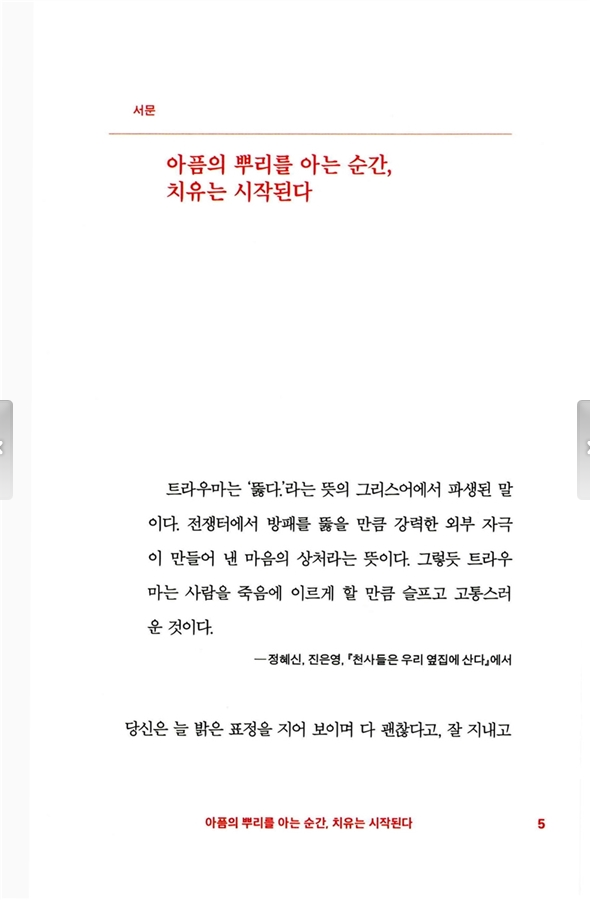 서문
아픔의 뿌리를 아는 순간,
치유는 시작된다
트라우마는 ‘뚫다.’라는 뜻의 그리스어에서 파생된 말
이다. 전쟁터에서 방패를 뚫을 만큼 강력한 외부 자극
이 만들어 낸 마음의 상처라는 뜻이다. 그렇듯 트라우
마는 사람을 죽음에 이르게 할 만큼 슬프고 고통스러
운 것이다.
—정혜신, 진은영, 『천사들은 우리 옆집에 산다』에서
당신은 늘 밝은 표정을 지어 보이며 다 괜찮다고, 잘 지내고
아픔의 뿌리를 아는 순간, 치유는 시작된다 5